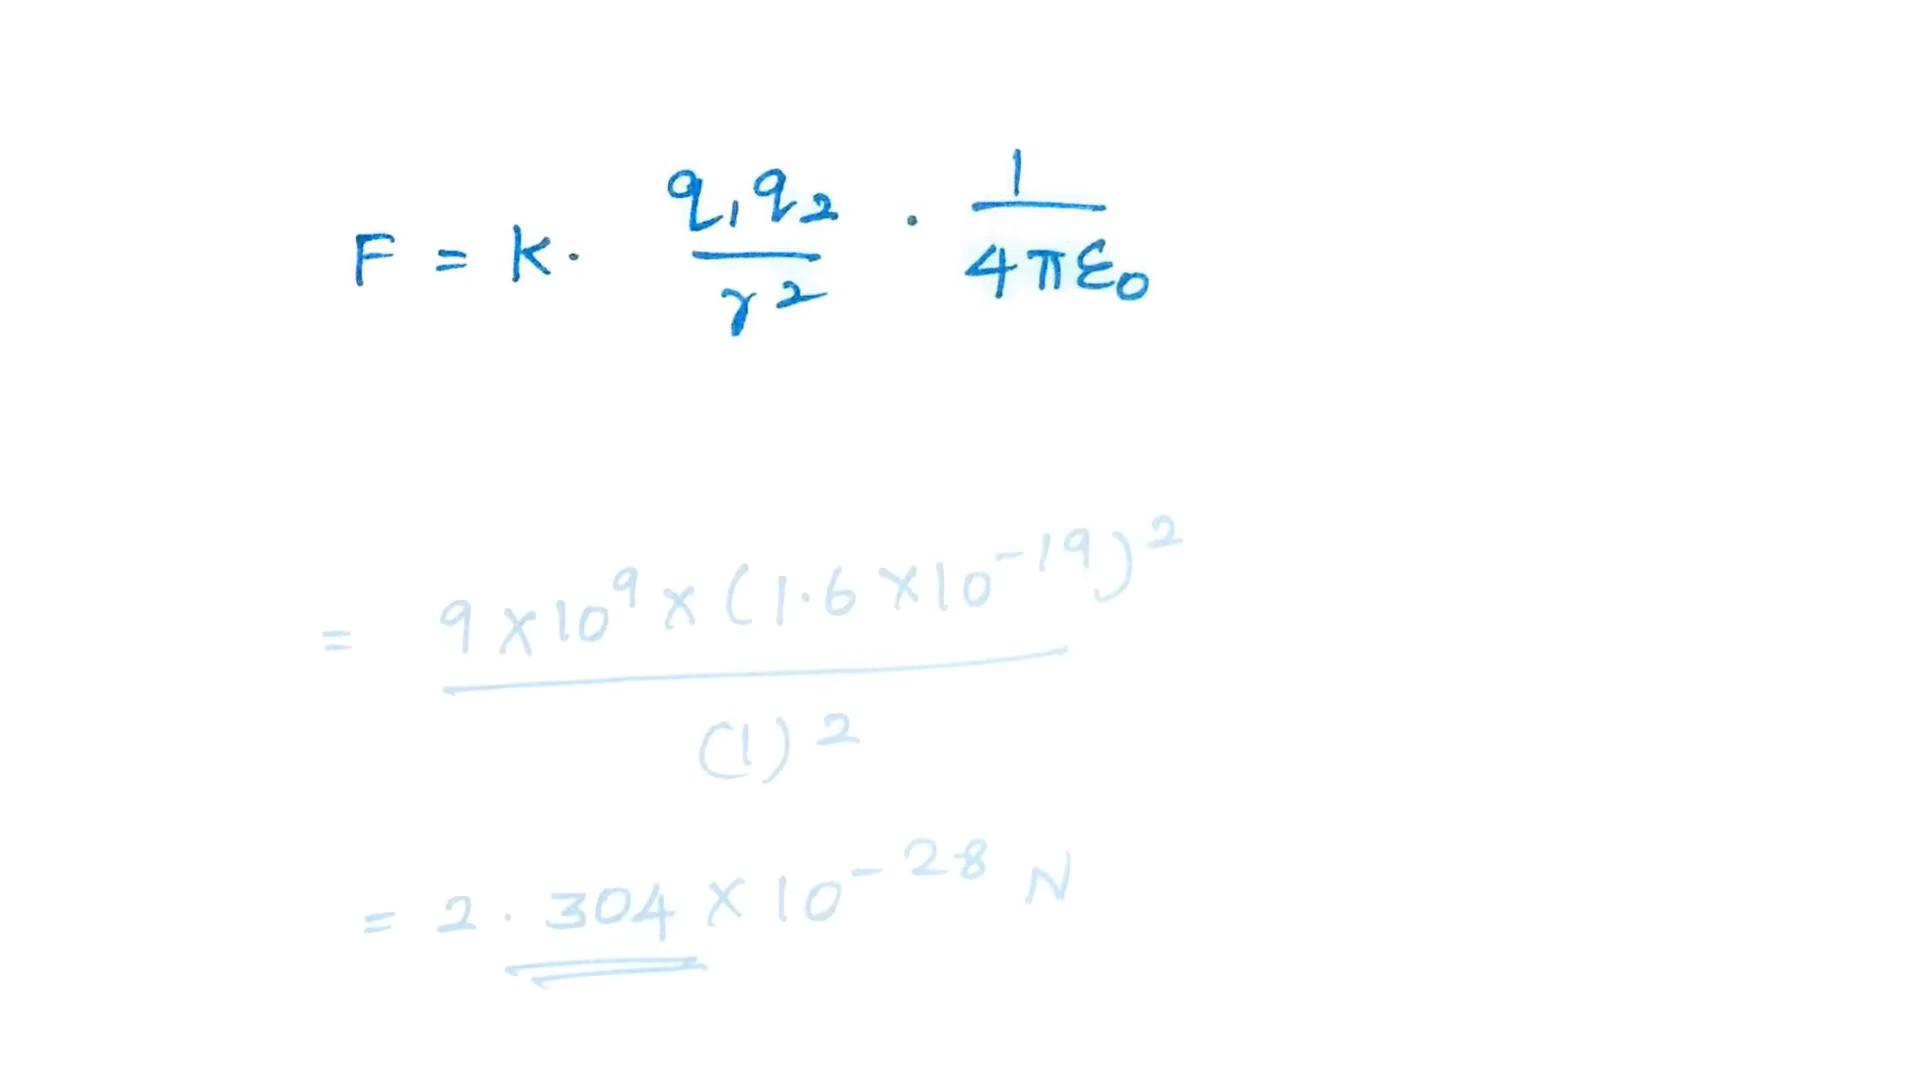 F = K. q₁q₂/r² . 1/4πε₀
= 9×10⁹×(1.6×10⁻¹⁹)²/(1)²
= 2.304×10⁻²⁸ N